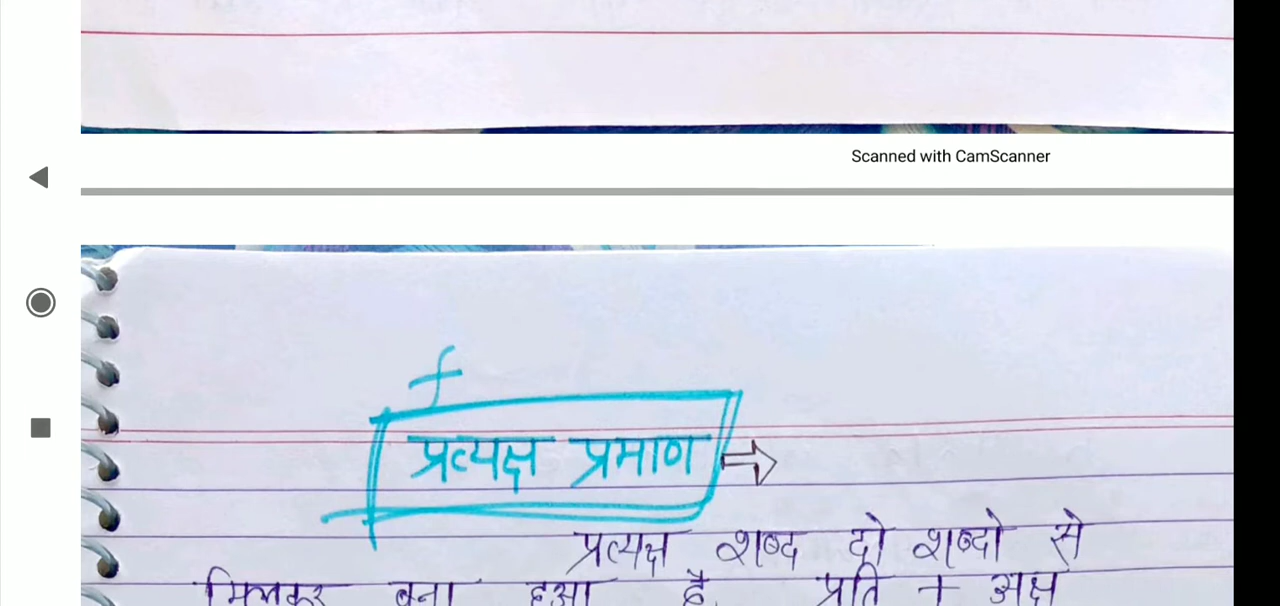 Scanned with CamScanner
प्रत्यक्ष प्रमाण ⇒
प्रत्यक्ष शब्द दो शब्दो से
मिलकर बना हुआ है प्रति + अक्ष